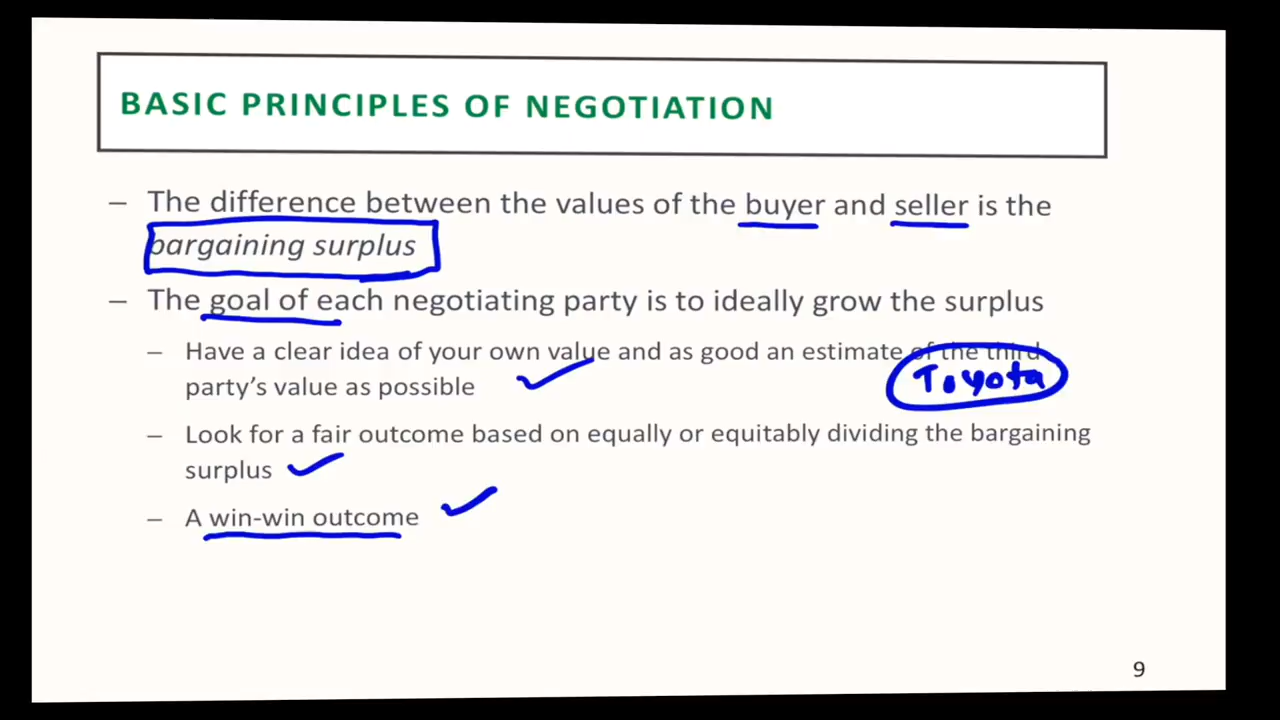 BASIC PRINCIPLES OF NEGOTIATION
– The difference between the values of the buyer and seller is the
bargaining surplus
– The goal of each negotiating party is to ideally grow the surplus
– Have a clear idea of your own value and as good an estimate of the third
party's value as possible
Toyota
– Look for a fair outcome based on equally or equitably dividing the bargaining
surplus
– A win-win outcome
9